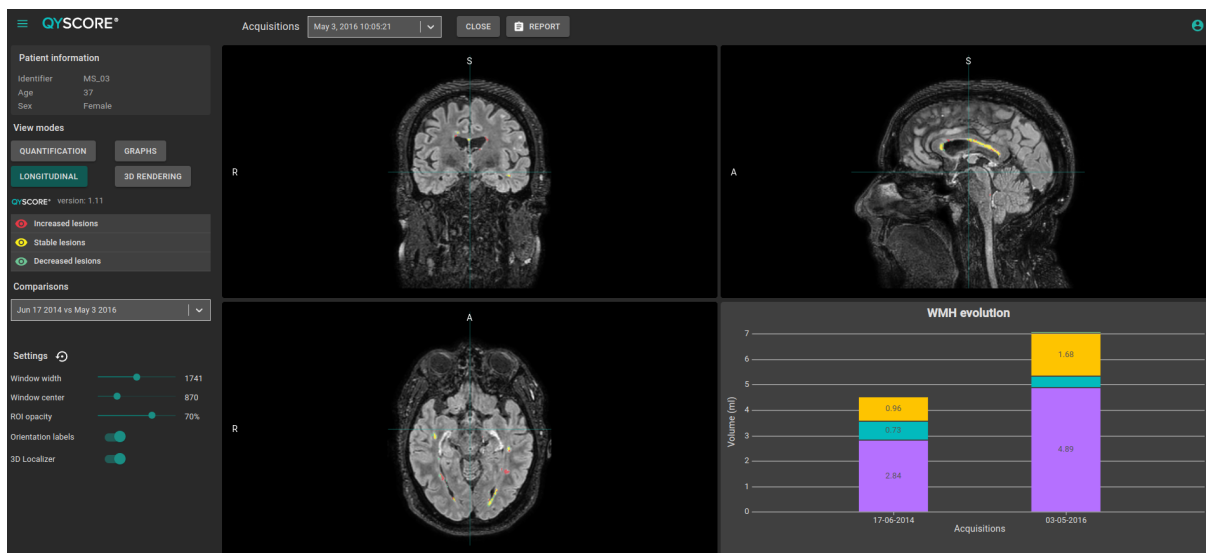 QYSCORE®
Acquisitions
May 3, 2016 10:05:21
CLOSE
REPORT
Patient information
Identifier MS_03
Age 37
Sex Female
View modes
QUANTIFICATION
GRAPHS
LONGITUDINAL
3D RENDERING
QYSCORE® version: 1.11
Increased lesions
Stable lesions
Decreased lesions
Comparisons
Jun 17 2014 vs May 3 2016
Settings
Window width 1741
Window center 870
ROI opacity 70%
Orientation labels
3D Localizer
S
R
S
A
A
R
WMH evolution
Volume (ml)
7
6
5
4
3
2
1
0
0.96
0.73
2.84
1.68
4.89
17-06-2014
03-05-2016
Acquisitions